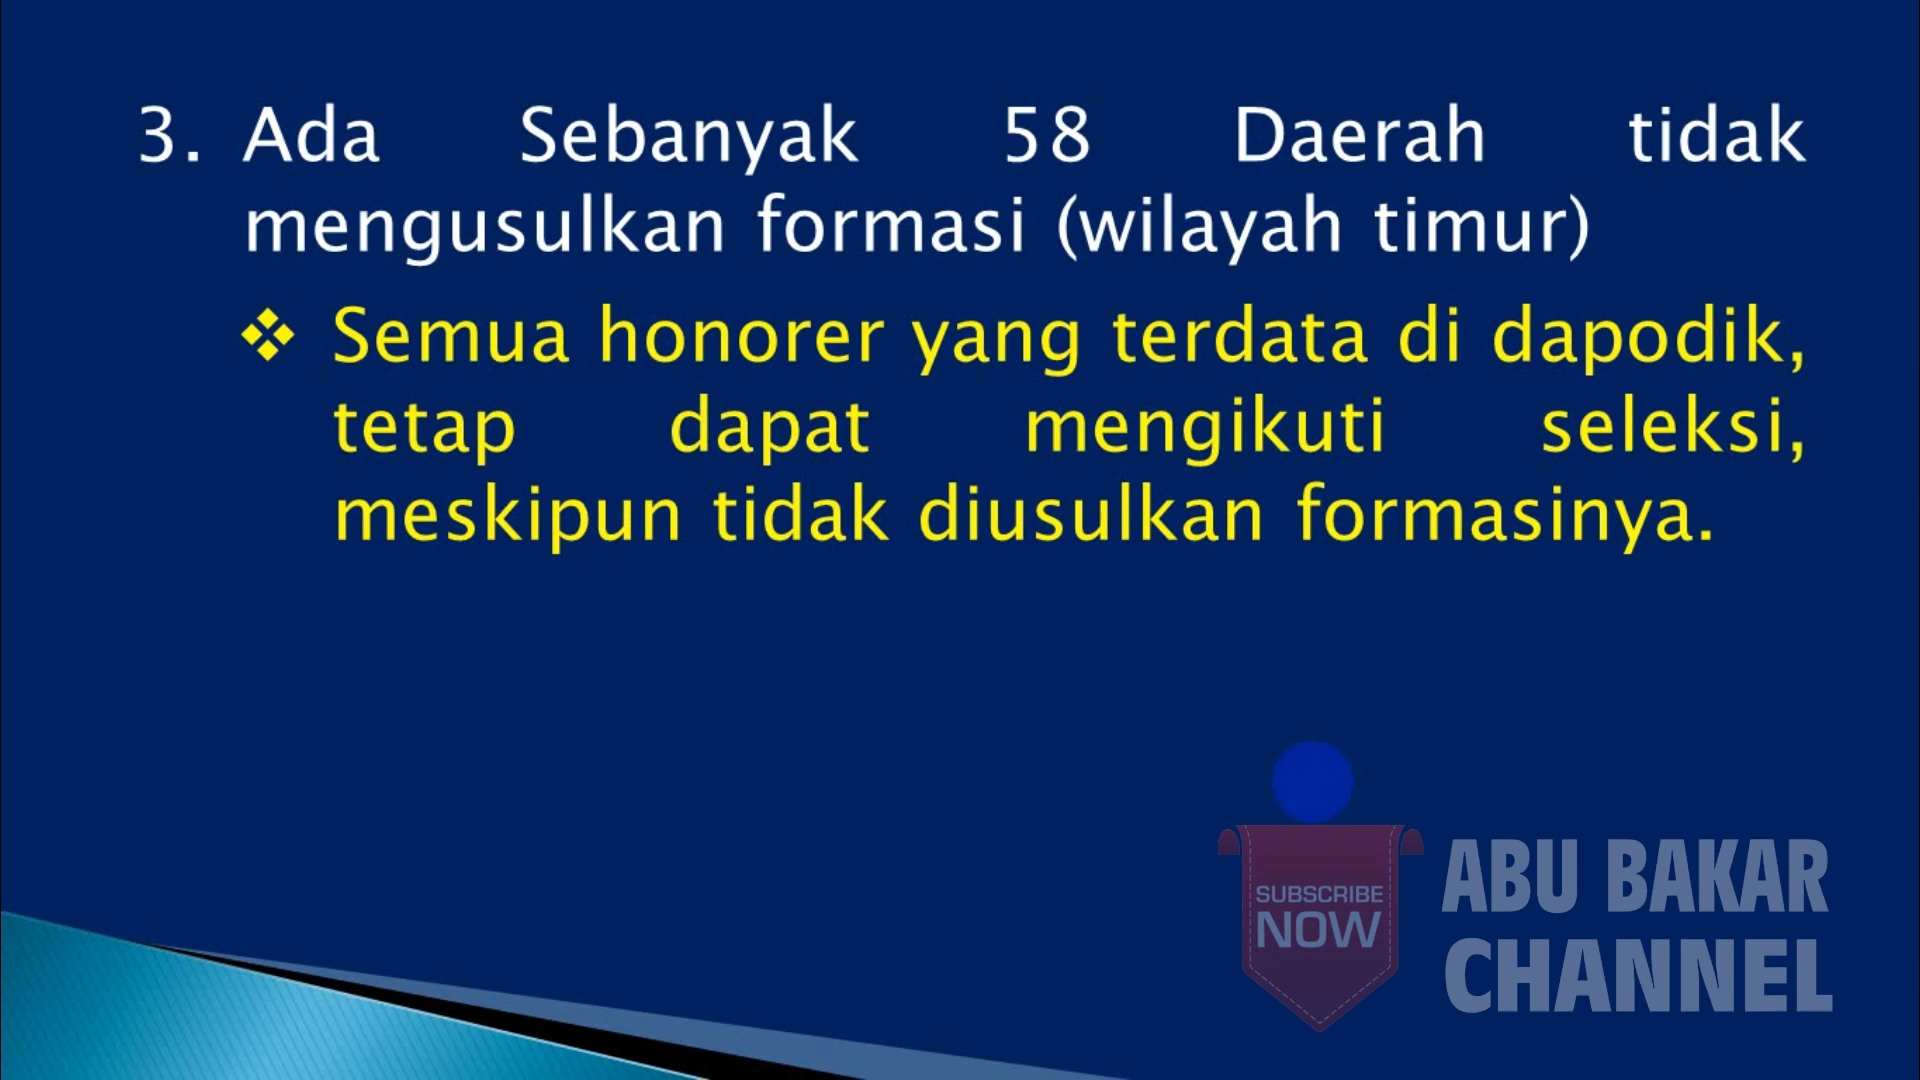 3. Ada Sebanyak 58 Daerah tidak
mengusulkan formasi (wilayah timur)
❖ Semua honorer yang terdata di dapodik,
tetap dapat mengikuti seleksi,
meskipun tidak diusulkan formasinya.
SUBSCRIBE
NOW
ABU BAKAR
CHANNEL